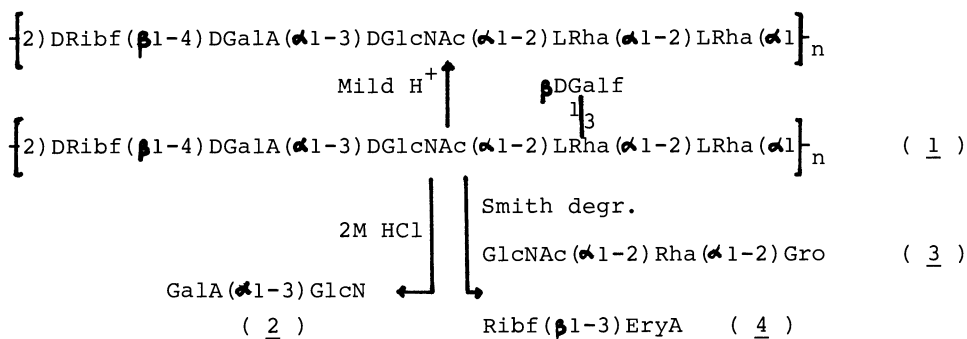 -[2)DRibf(β1-4)DGalA(α1-3)DGlcNAc(α1-2)LRha(α1-2)LRha(α1]-n
Mild H+ βDGalf
1|3
-[2)DRibf(β1-4)DGalA(α1-3)DGlcNAc(α1-2)LRha(α1-2)LRha(α1]-n ( 1 )
Smith degr.
2M HCl
GlcNAc(α1-2)Rha(α1-2)Gro ( 3 )
GalA(α1-3)GlcN
( 2 ) Ribf(β1-3)EryA ( 4 )